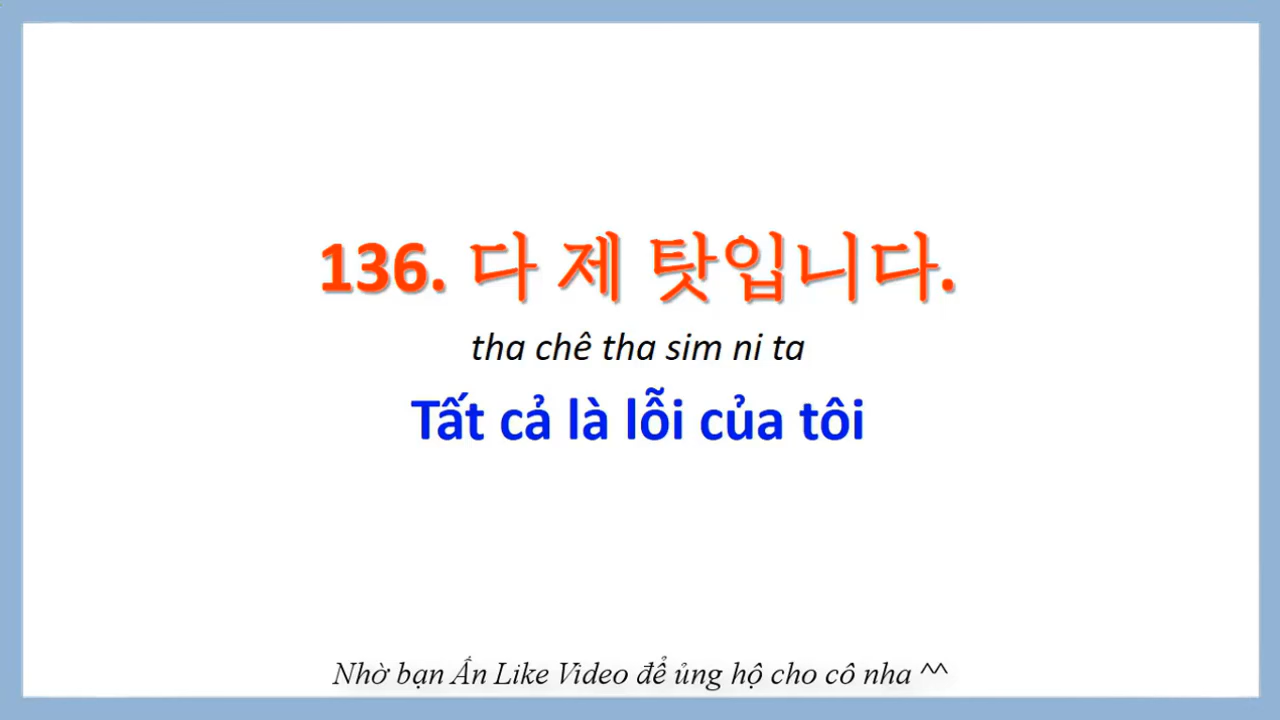 136. 다 제 탓입니다.
tha chê tha sim ni ta
Tất cả là lỗi của tôi
Nhờ bạn Ấn Like Video để ủng hộ cho cô nha ^^